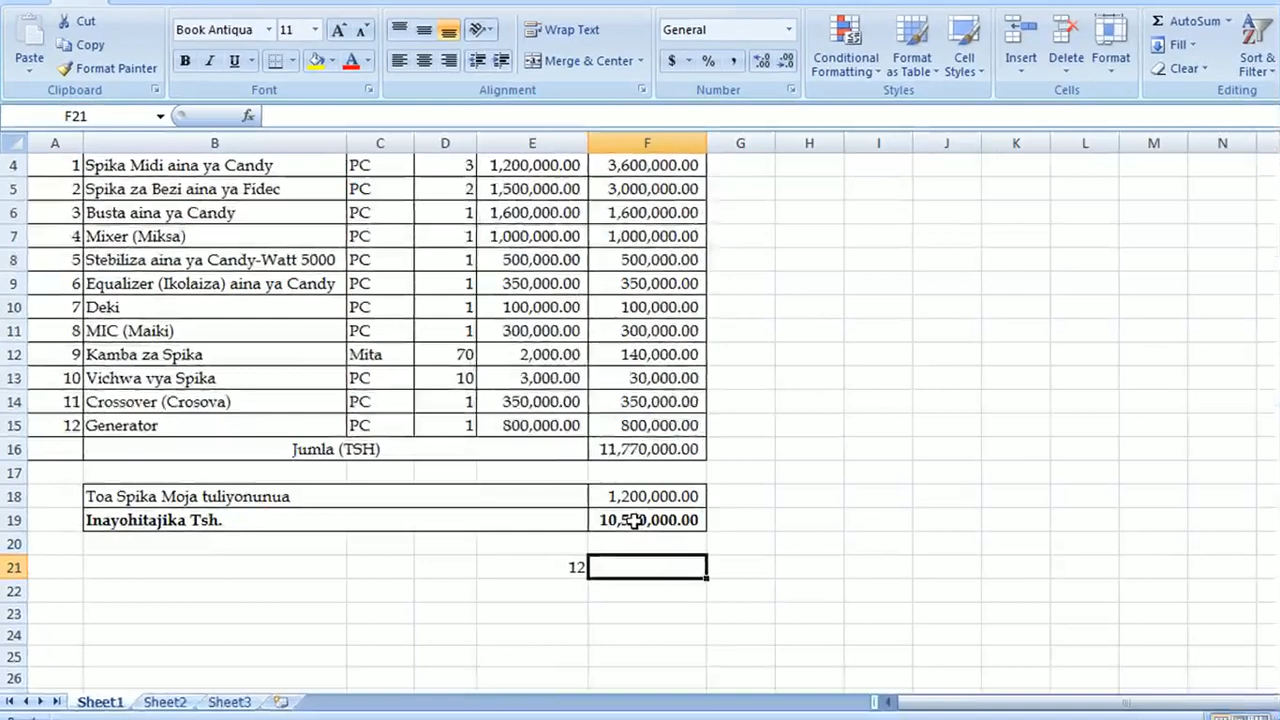 Cut
Copy
Format Painter
Paste
Clipboard
Book Antiqua 11 A A
B I U A
Font
Wrap Text
Merge & Center
Alignment
General
$ % ,
Number
Conditional Formatting
Format as Table
Cell Styles
Styles
Insert Delete Format
Cells
Σ AutoSum
Fill
Clear
Sort & Filter
Editing
F21 fx
A B C D E F G H I J K L M N
4 1 Spika Midi aina ya Candy PC 3 1,200,000.00 3,600,000.00
5 2 Spika za Bezi aina ya Fidec PC 2 1,500,000.00 3,000,000.00
6 3 Busta aina ya Candy PC 1 1,600,000.00 1,600,000.00
7 4 Mixer (Miksa) PC 1 1,000,000.00 1,000,000.00
8 5 Stebiliza aina ya Candy-Watt 5000 PC 1 500,000.00 500,000.00
9 6 Equalizer (Ikolaiza) aina ya Candy PC 1 350,000.00 350,000.00
10 7 Deki PC 1 100,000.00 100,000.00
11 8 MIC (Maiki) PC 1 300,000.00 300,000.00
12 9 Kamba za Spika Mita 70 2,000.00 140,000.00
13 10 Vichwa vya Spika PC 10 3,000.00 30,000.00
14 11 Crossover (Crosova) PC 1 350,000.00 350,000.00
15 12 Generator PC 1 800,000.00 800,000.00
16 Jumla (TSH) 11,770,000.00
17
18 Toa Spika Moja tuliyonunua 1,200,000.00
19 Inayohitajika Tsh.
20
21 12
22
23
24
25
26
Sheet1 Sheet2 Sheet3